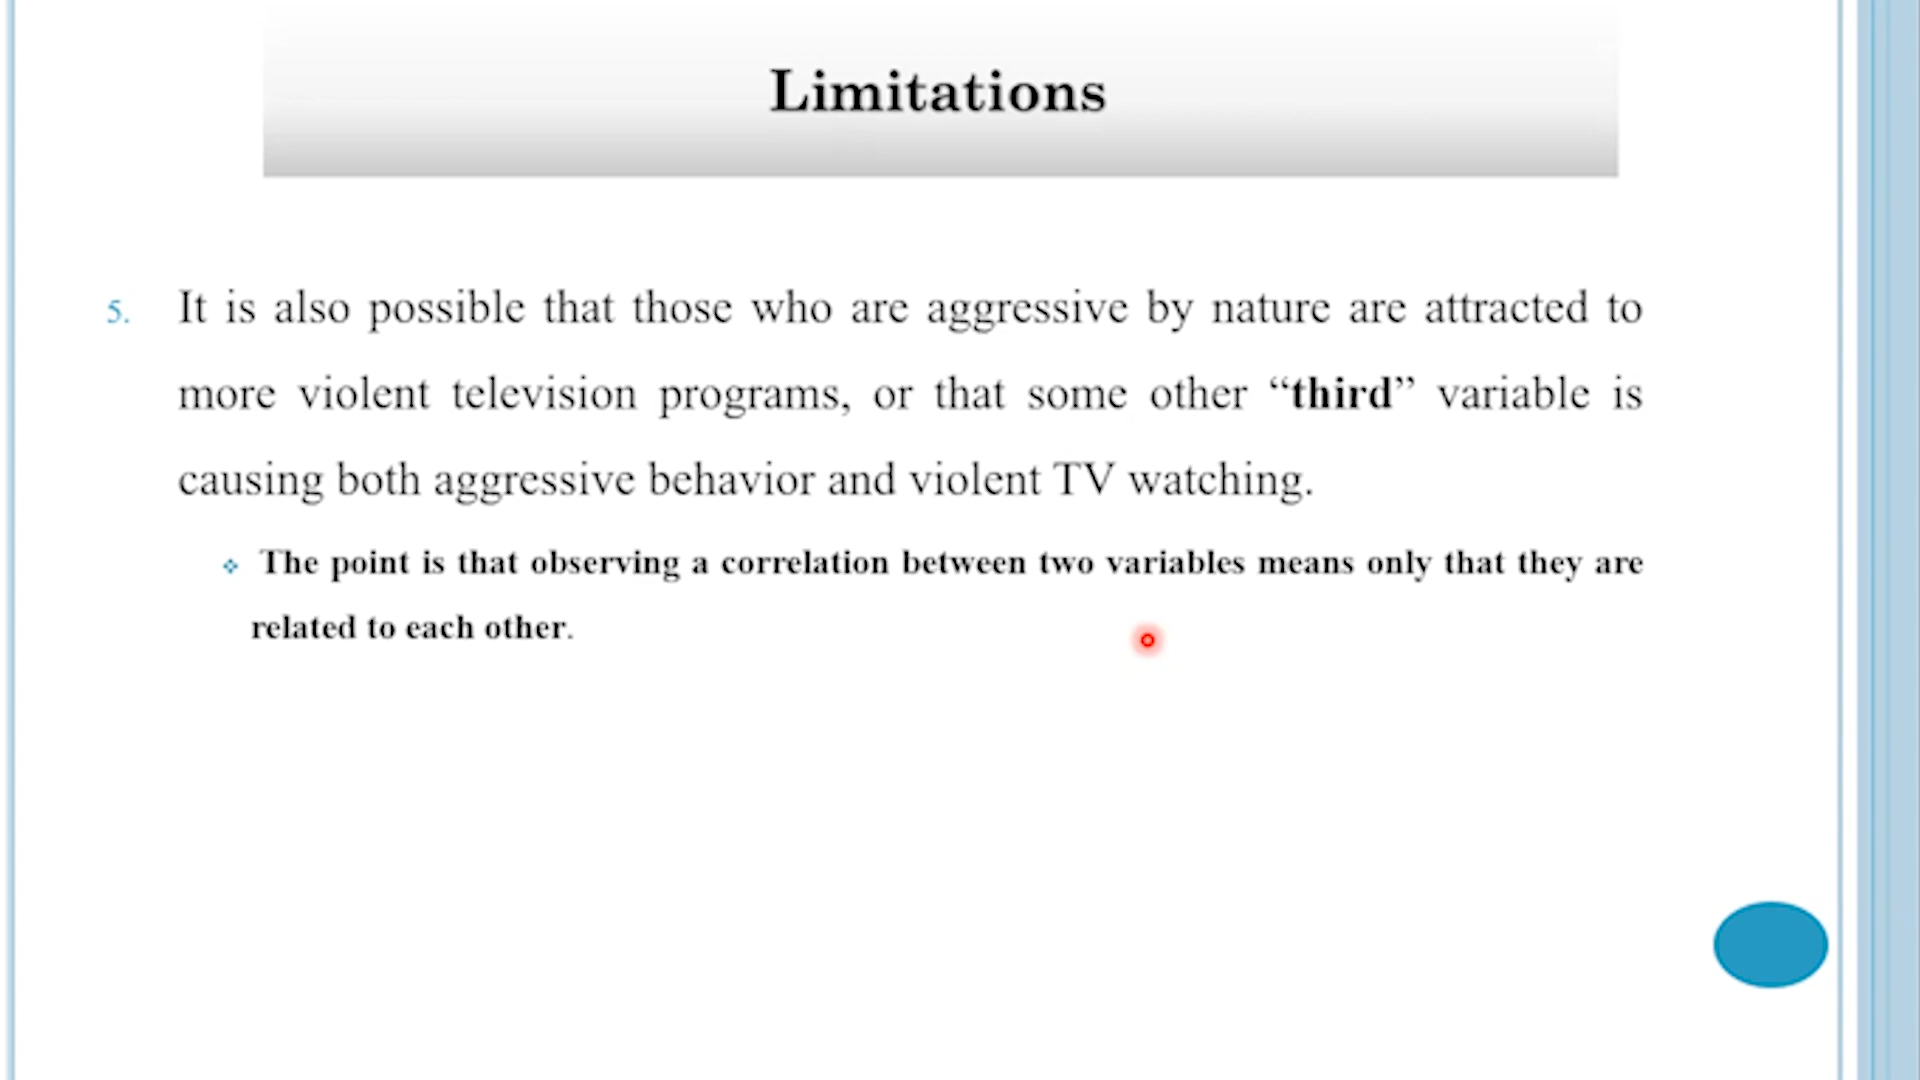 Limitations
5. It is also possible that those who are aggressive by nature are attracted to
more violent television programs, or that some other “third” variable is
causing both aggressive behavior and violent TV watching.
The point is that observing a correlation between two variables means only that they are
related to each other.